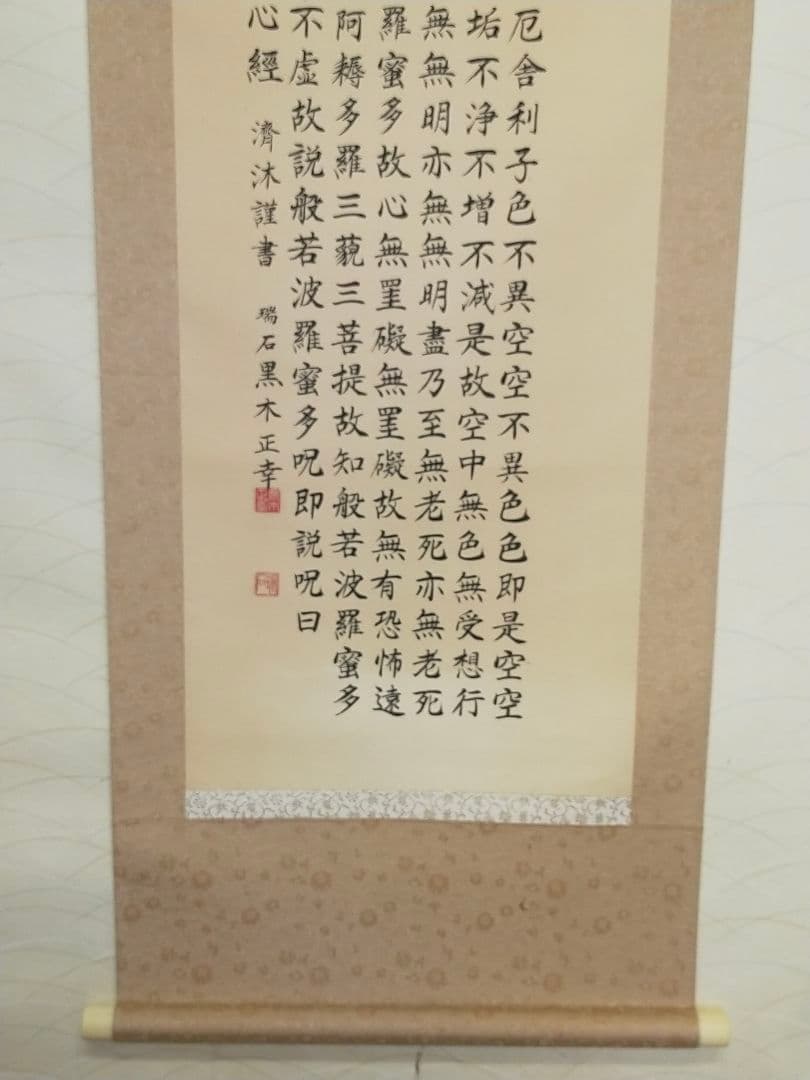 厄舎利子色不異空空不異色色即是空空
垢不浄不増不減是故空中無色無受想行
無無明亦無無明盡乃至無老死亦無老死
羅蜜多故心無罣礙無罣礙故無有恐怖遠
阿耨多羅三藐三菩提故知般若波羅蜜多
不虚故説般若波羅蜜多呪即説呪曰
心經 濟沐謹書 瑞石黒木正幸